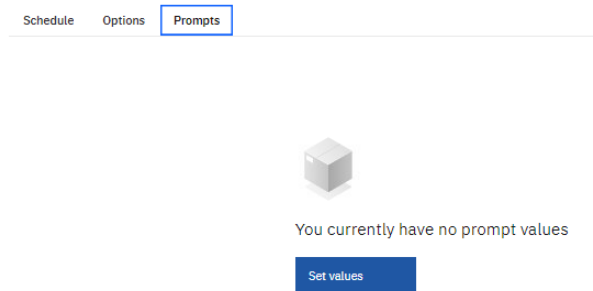 Schedule Options Prompts
You currently have no prompt values
Set values